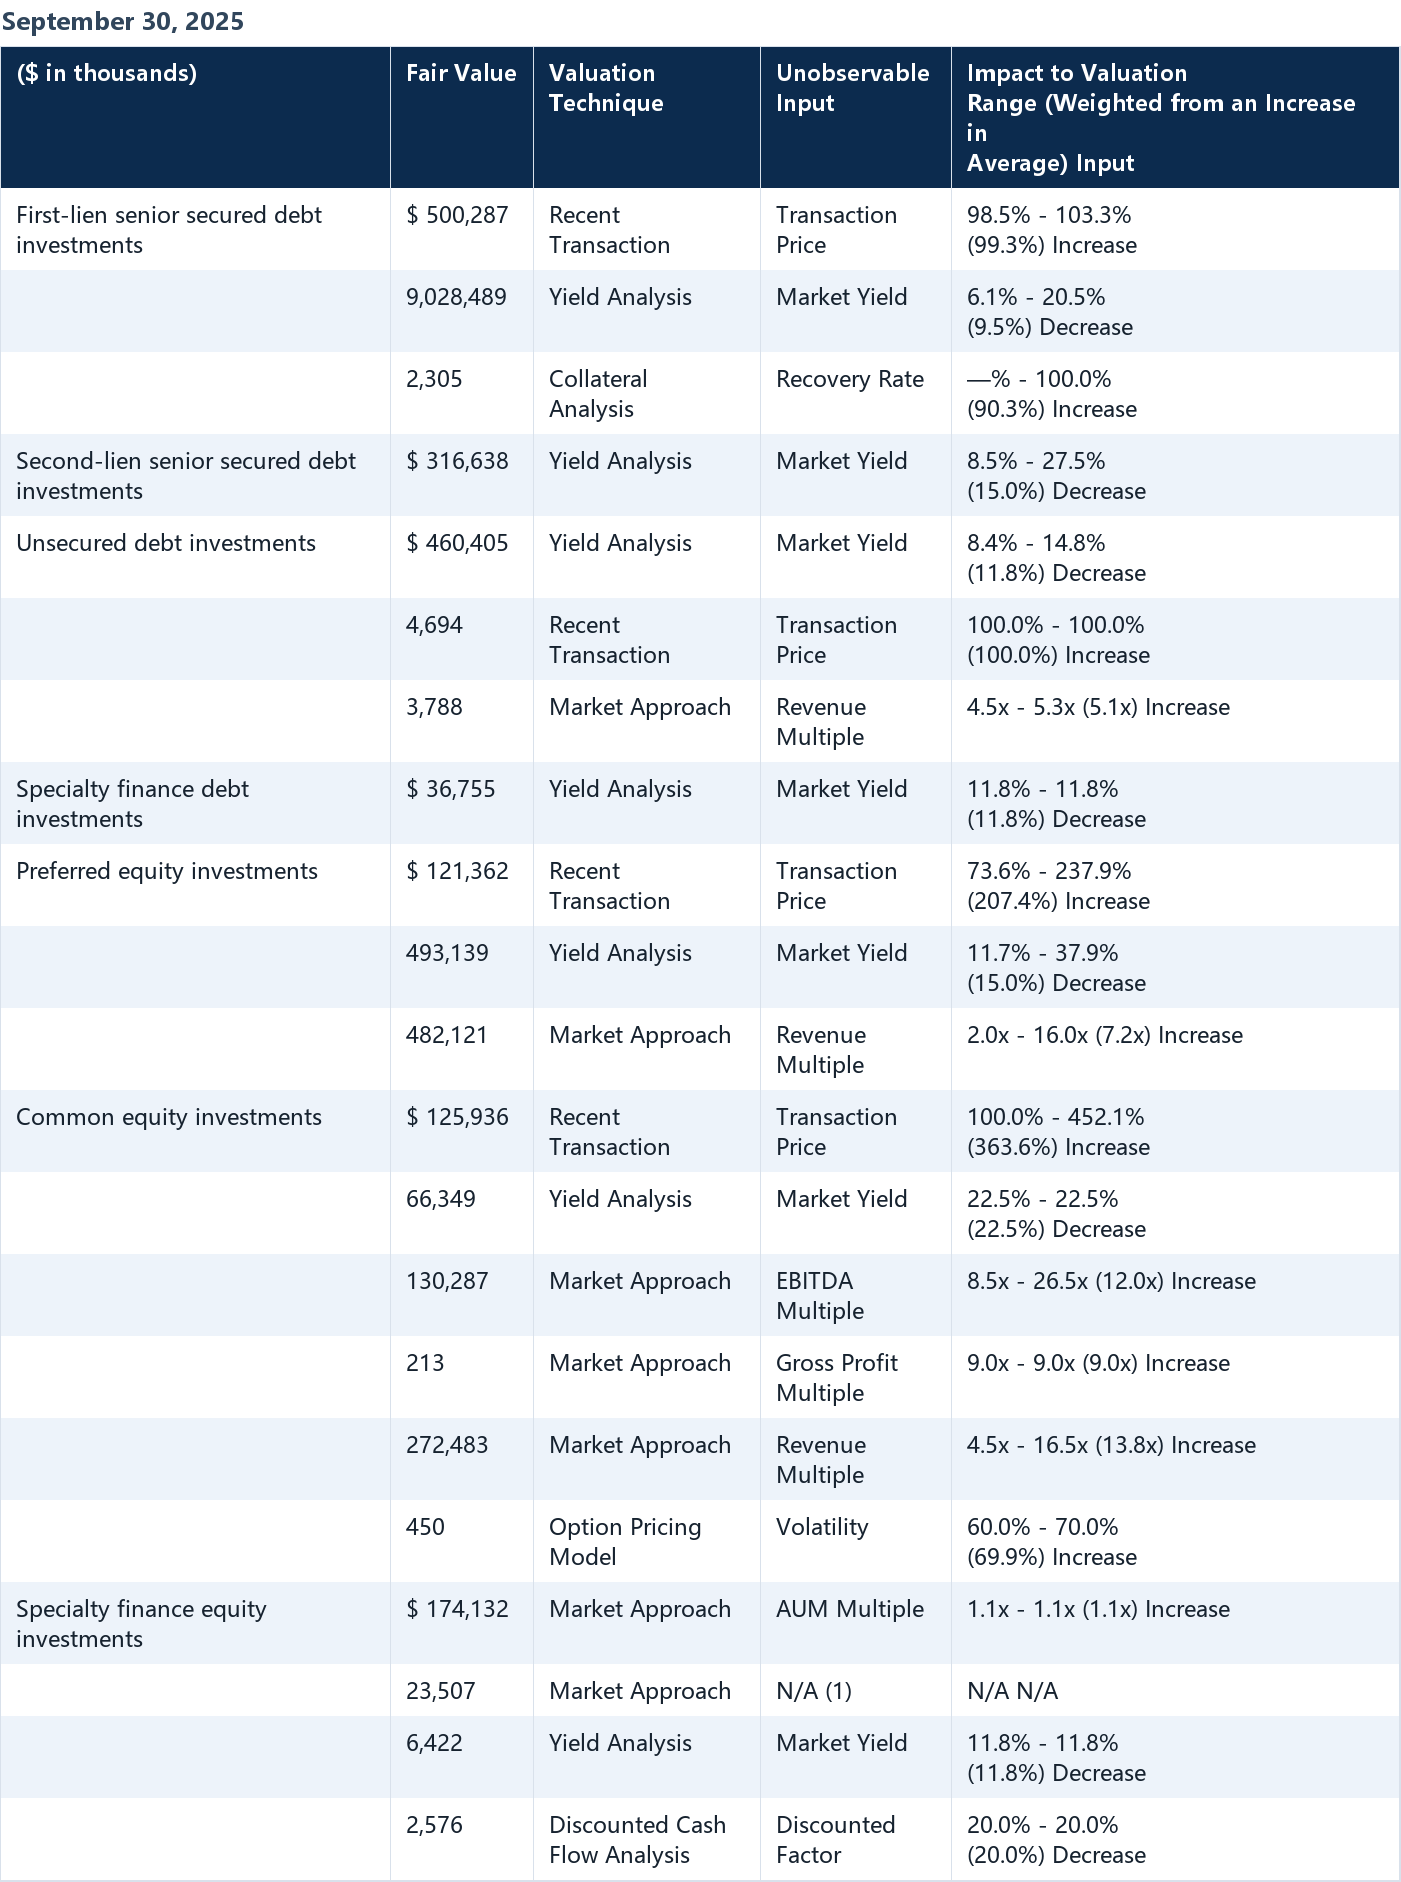 September 30, 2025
($ in thousands) Fair Value Valuation Technique Unobservable Input Impact to Valuation
Range (Weighted from an Increase
in
Average) Input
First-lien senior secured debt investments $ 500,287 Recent Transaction Transaction Price 98.5% - 103.3% (99.3%) Increase
9,028,489 Yield Analysis Market Yield 6.1% - 20.5% (9.5%) Decrease
2,305 Collateral Analysis Recovery Rate —% - 100.0% (90.3%) Increase
Second-lien senior secured debt investments $ 316,638 Yield Analysis Market Yield 8.5% - 27.5% (15.0%) Decrease
Unsecured debt investments $ 460,405 Yield Analysis Market Yield 8.4% - 14.8% (11.8%) Decrease
4,694 Recent Transaction Transaction Price 100.0% - 100.0% (100.0%) Increase
3,788 Market Approach Revenue Multiple 4.5x - 5.3x (5.1x) Increase
Specialty finance debt investments $ 36,755 Yield Analysis Market Yield 11.8% - 11.8% (11.8%) Decrease
Preferred equity investments $ 121,362 Recent Transaction Transaction Price 73.6% - 237.9% (207.4%) Increase
493,139 Yield Analysis Market Yield 11.7% - 37.9% (15.0%) Decrease
482,121 Market Approach Revenue Multiple 2.0x - 16.0x (7.2x) Increase
Common equity investments $ 125,936 Recent Transaction Transaction Price 100.0% - 452.1% (363.6%) Increase
66,349 Yield Analysis Market Yield 22.5% - 22.5% (22.5%) Decrease
130,287 Market Approach EBITDA Multiple 8.5x - 26.5x (12.0x) Increase
213 Market Approach Gross Profit Multiple 9.0x - 9.0x (9.0x) Increase
272,483 Market Approach Revenue Multiple 4.5x - 16.5x (13.8x) Increase
450 Option Pricing Model Volatility 60.0% - 70.0% (69.9%) Increase
Specialty finance equity investments $ 174,132 Market Approach AUM Multiple 1.1x - 1.1x (1.1x) Increase
23,507 Market Approach N/A (1) N/A N/A
6,422 Yield Analysis Market Yield 11.8% - 11.8% (11.8%) Decrease
2,576 Discounted Cash Flow Analysis Discounted Factor 20.0% - 20.0% (20.0%) Decrease